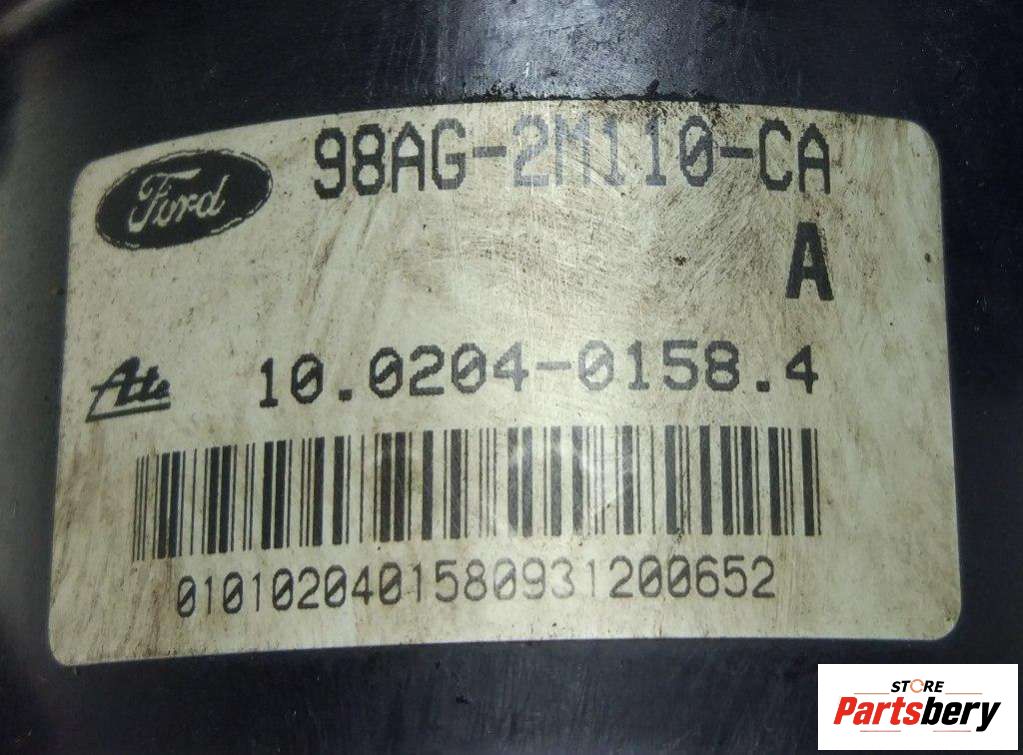 Ford 98AG-2M110-CA
A
Ate 10.0204-0158.4
0101020401580931200652
STORE
Partsbery